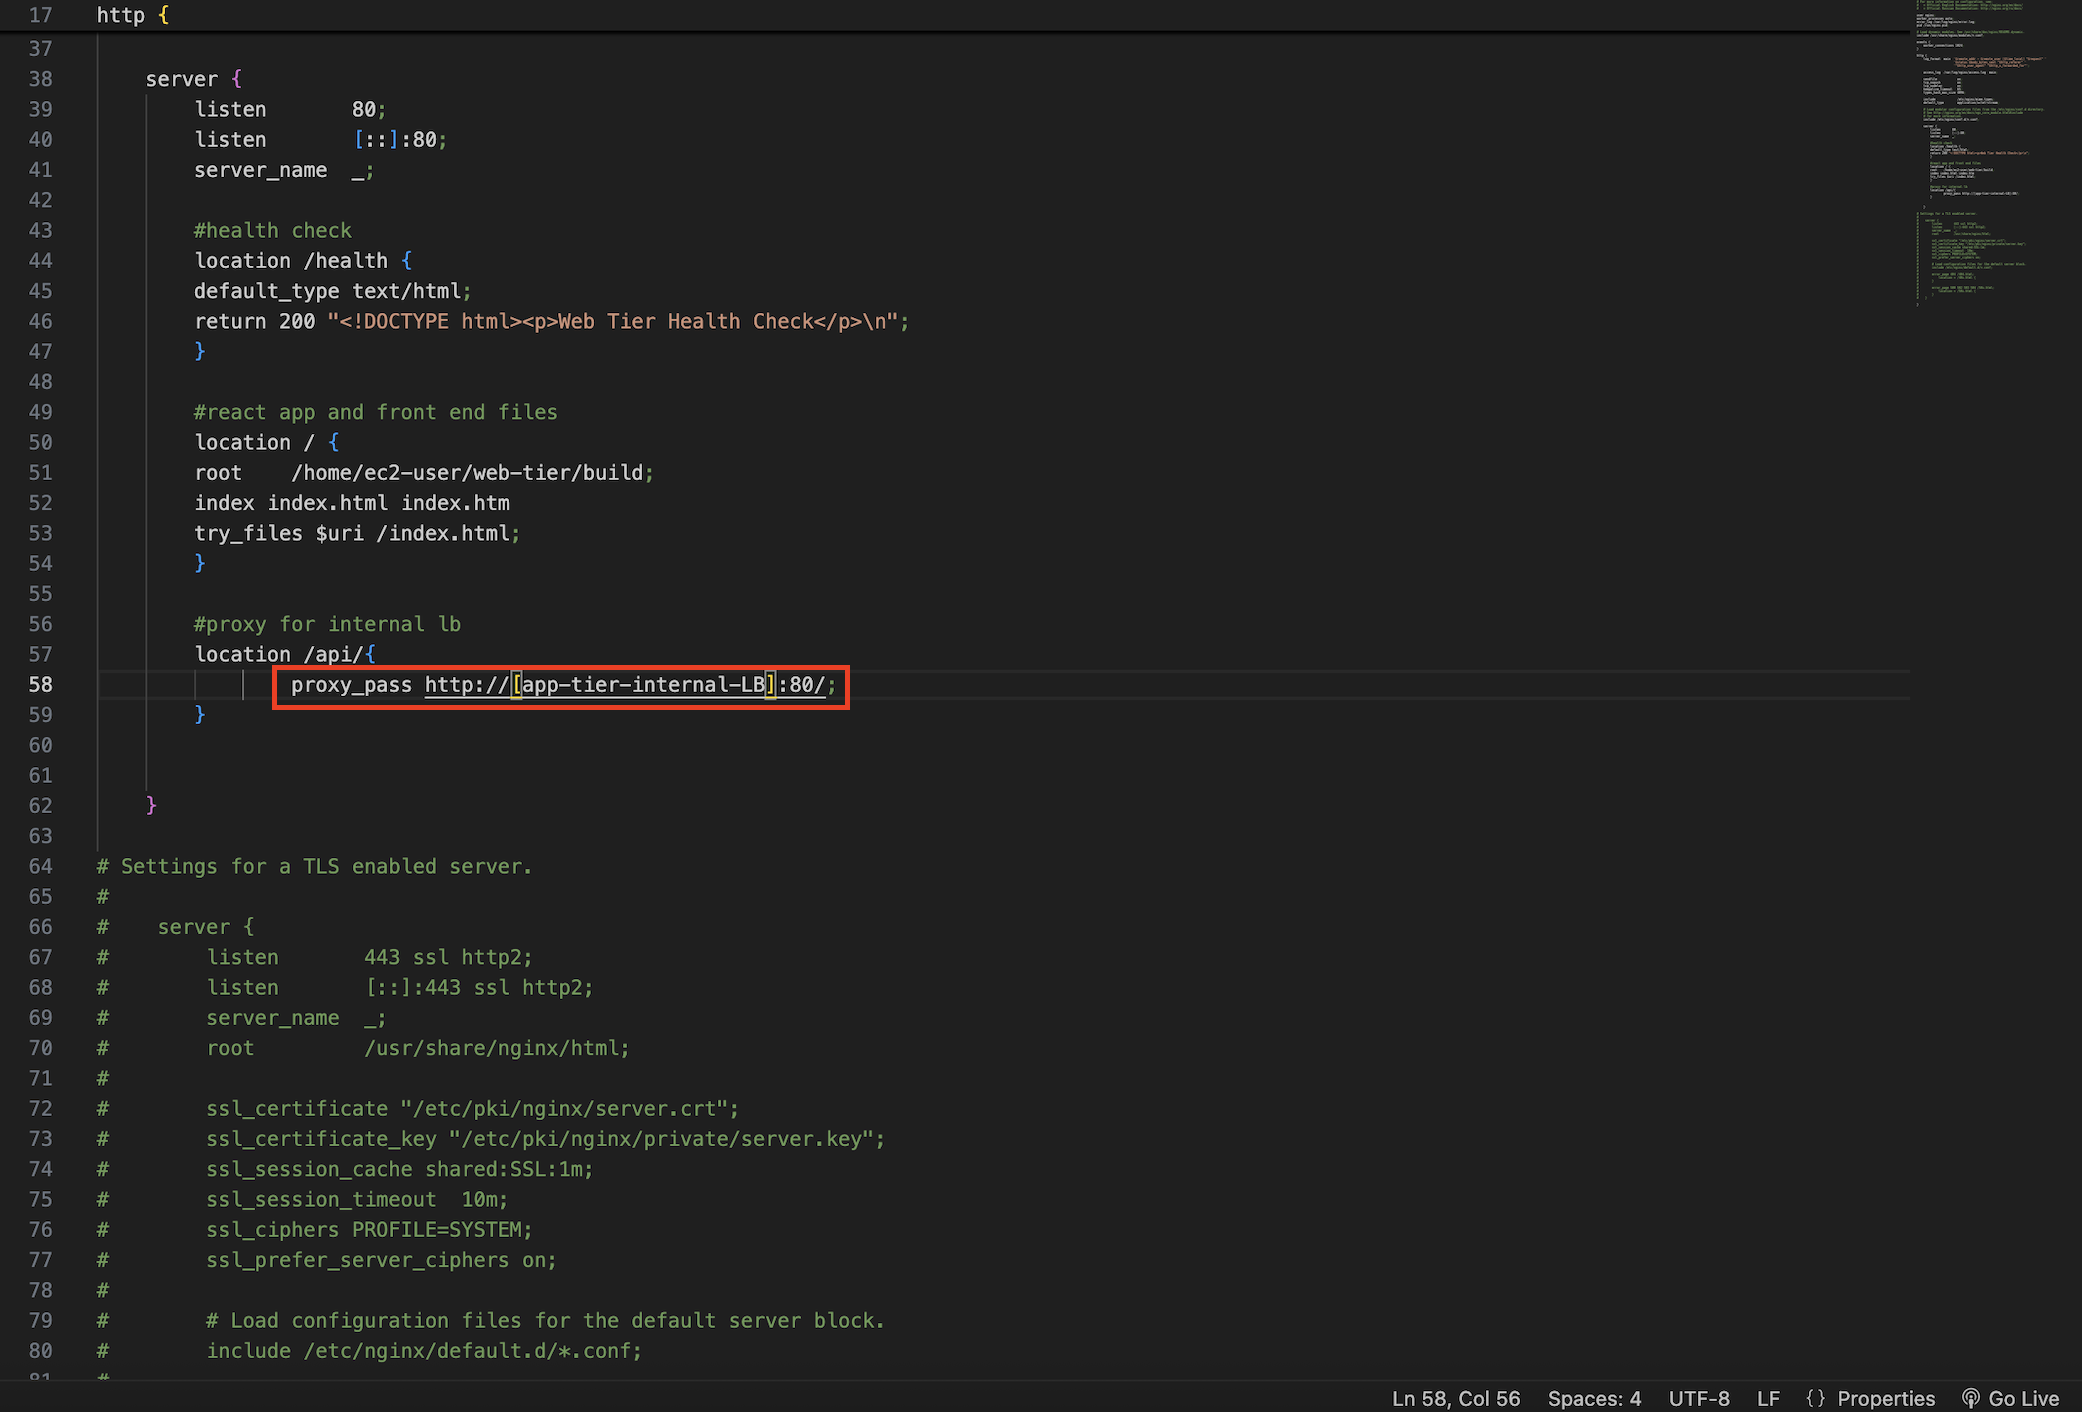 17 http {
37
38 server {
39 listen 80;
40 listen [::]:80;
41 server_name _;
42
43 #health check
44 location /health {
45 default_type text/html;
46 return 200 "<!DOCTYPE html><p>Web Tier Health Check</p>\n";
47 }
48
49 #react app and front end files
50 location / {
51 root /home/ec2-user/web-tier/build;
52 index index.html index.htm
53 try_files $uri /index.html;
54 }
55
56 #proxy for internal lb
57 location /api/{
58 proxy_pass http://[app-tier-internal-LB]:80/;
59 }
60
61
62 }
63
64 # Settings for a TLS enabled server.
65 #
66 # server {
67 # listen 443 ssl http2;
68 # listen [::]:443 ssl http2;
69 # server_name _;
70 # root /usr/share/nginx/html;
71 #
72 # ssl_certificate "/etc/pki/nginx/server.crt";
73 # ssl_certificate_key "/etc/pki/nginx/private/server.key";
74 # ssl_session_cache shared:SSL:1m;
75 # ssl_session_timeout 10m;
76 # ssl_ciphers PROFILE=SYSTEM;
77 # ssl_prefer_server_ciphers on;
78 #
79 # # Load configuration files for the default server block.
80 # include /etc/nginx/default.d/*.conf;
81 #
Ln 58, Col 56 Spaces: 4 UTF-8 LF {} Properties Go Live